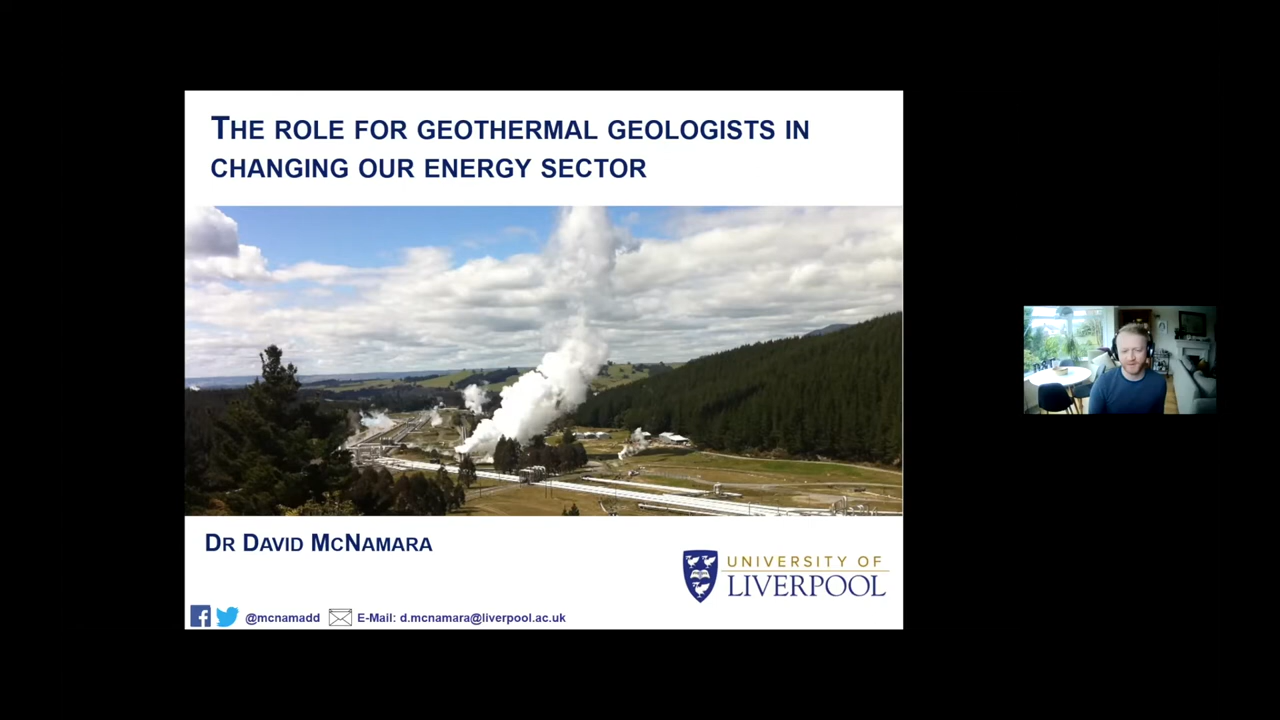 THE ROLE FOR GEOTHERMAL GEOLOGISTS IN
CHANGING OUR ENERGY SECTOR
DR DAVID MCNAMARA
UNIVERSITY OF
LIVERPOOL
@mcnamadd E-Mail: d.mcnamara@liverpool.ac.uk